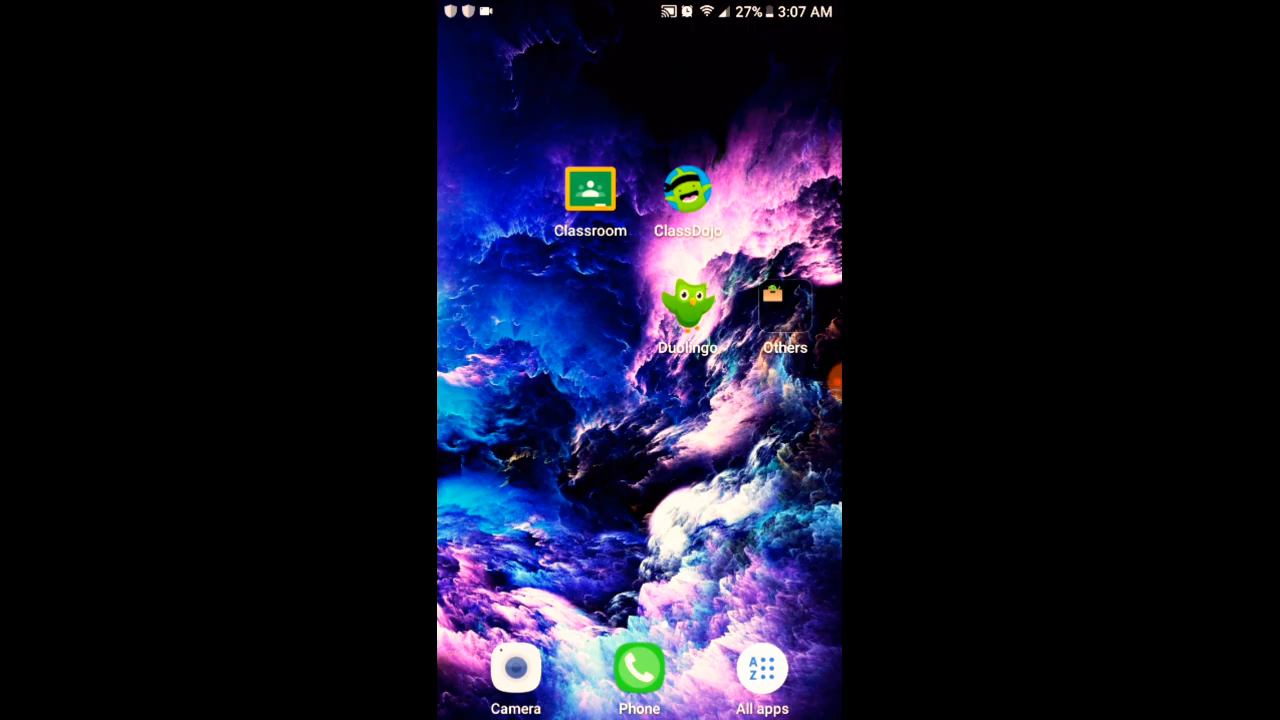 27% 3:07 AM
Classroom ClassDojo
Duolingo Others
A
Z
Camera Phone All apps